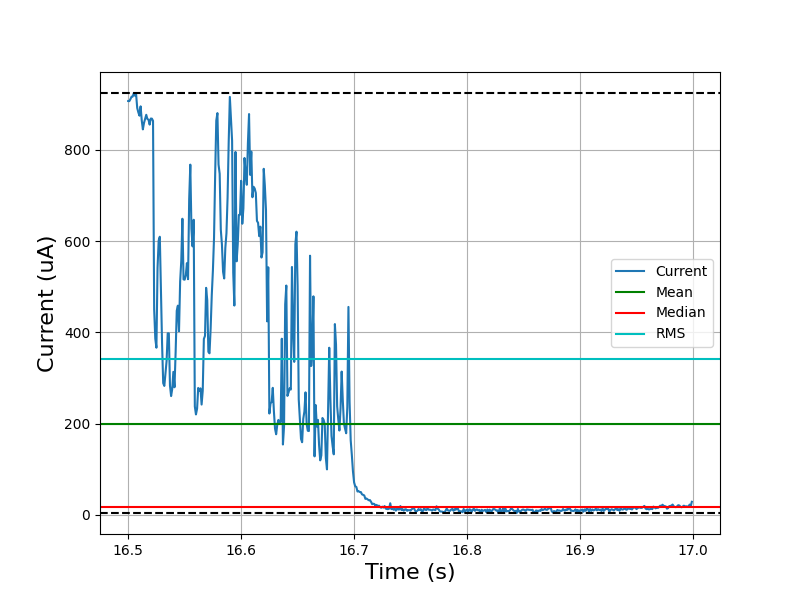 Current (uA)
800
600
400
200
0
Current
Mean
Median
RMS
16.5 16.6 16.7 16.8 16.9 17.0
Time (s)